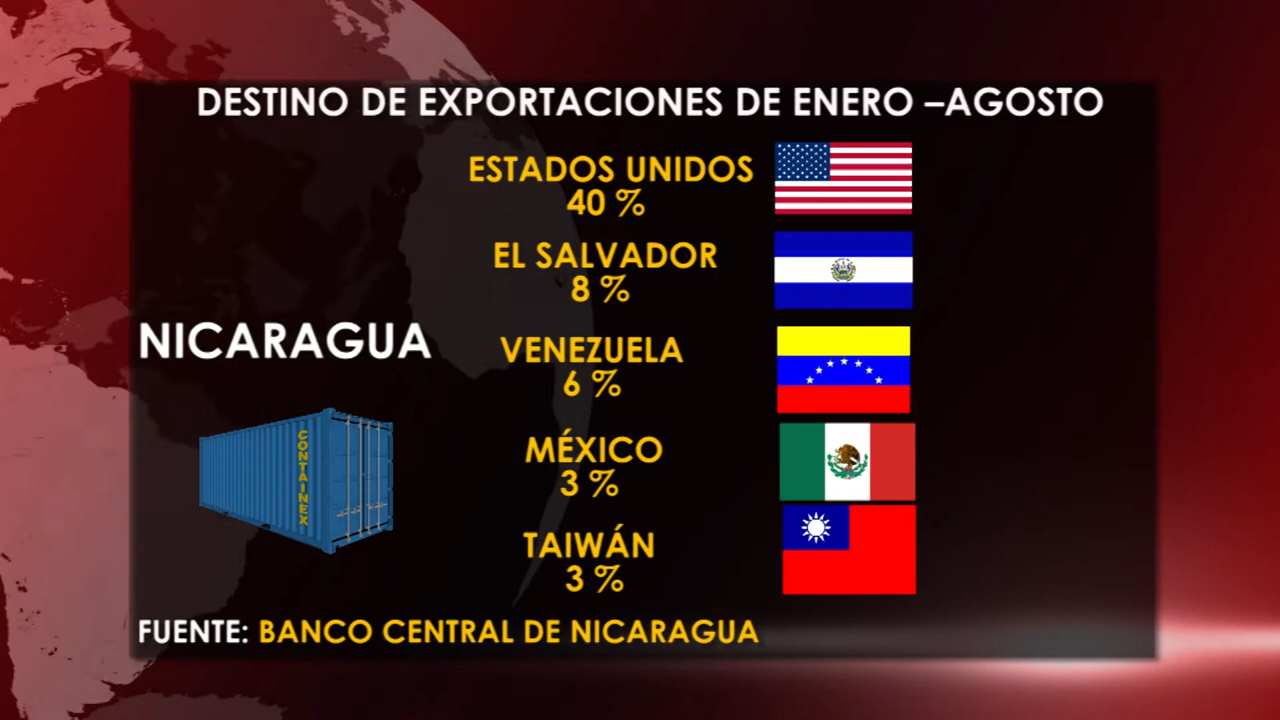 DESTINO DE EXPORTACIONES DE ENERO –AGOSTO
ESTADOS UNIDOS
40 %
EL SALVADOR
8 %
NICARAGUA
VENEZUELA
6 %
CONTAINEX
MÉXICO
3 %
TAIWÁN
3 %
FUENTE: BANCO CENTRAL DE NICARAGUA